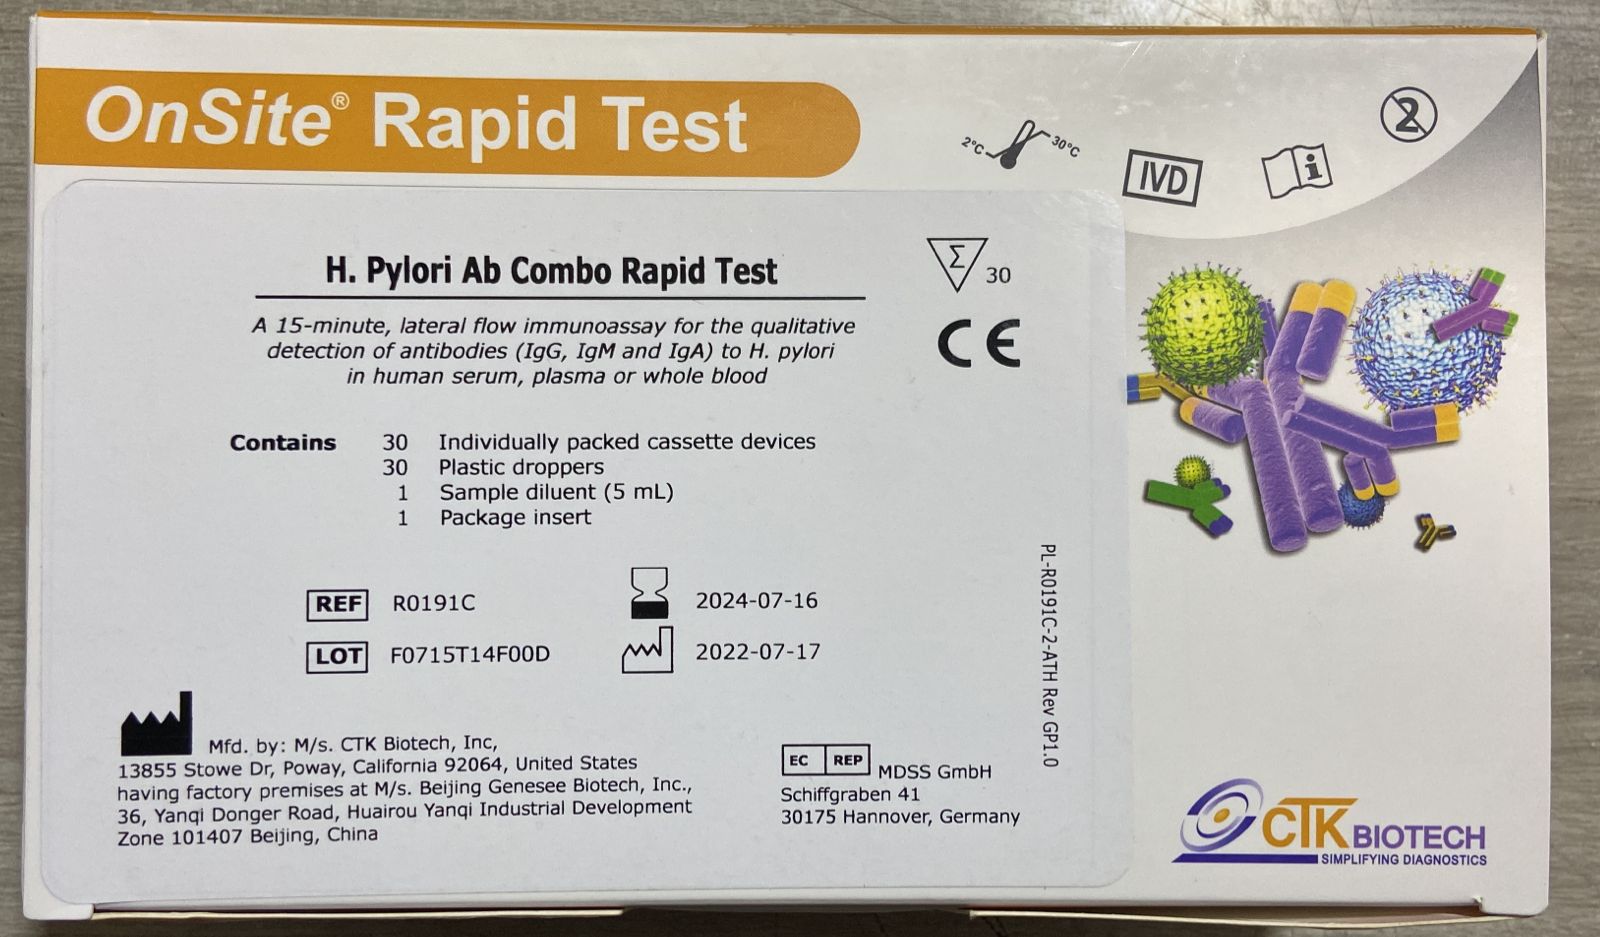 OnSite® Rapid Test
2°C 30°C
IVD
i
2
H. Pylori Ab Combo Rapid Test
Σ 30
A 15-minute, lateral flow immunoassay for the qualitative
detection of antibodies (IgG, IgM and IgA) to H. pylori
in human serum, plasma or whole blood
CE
Contains 30 Individually packed cassette devices
30 Plastic droppers
1 Sample diluent (5 mL)
1 Package insert
REF R0191C 2024-07-16
LOT F0715T14F00D 2022-07-17
PL-R0191C-2-ATH Rev GP1.0
Mfd. by: M/s. CTK Biotech, Inc,
13855 Stowe Dr, Poway, California 92064, United States
having factory premises at M/s. Beijing Genesee Biotech, Inc.,
36, Yanqi Donger Road, Huairou Yanqi Industrial Development
Zone 101407 Beijing, China
EC REP MDSS GmbH
Schiffgraben 41
30175 Hannover, Germany
CTK BIOTECH
SIMPLIFYING DIAGNOSTICS